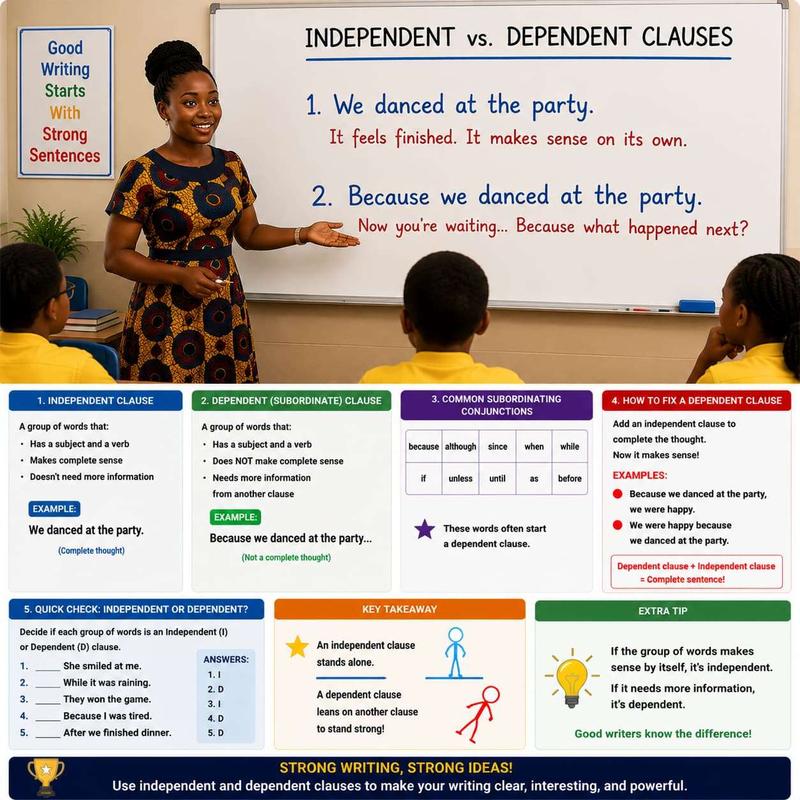 Good
Writing
Starts
With
Strong
Sentences
INDEPENDENT vs. DEPENDENT CLAUSES
1. We danced at the party.
It feels finished. It makes sense on its own.
2. Because we danced at the party.
Now you're waiting... Because what happened next?
1. INDEPENDENT CLAUSE
A group of words that:
• Has a subject and a verb
• Makes complete sense
• Doesn't need more information
EXAMPLE:
We danced at the party.
(Complete thought)
2. DEPENDENT (SUBORDINATE) CLAUSE
A group of words that:
• Has a subject and a verb
• Does NOT make complete sense
• Needs more information
from another clause
EXAMPLE:
Because we danced at the party...
(Not a complete thought)
3. COMMON SUBORDINATING
CONJUNCTIONS
because although since when while
if unless until as before
These words often start
a dependent clause.
4. HOW TO FIX A DEPENDENT CLAUSE
Add an independent clause to
complete the thought.
Now it makes sense!
EXAMPLES:
Because we danced at the party,
we were happy.
We were happy because
we danced at the party.
Dependent clause + Independent clause
= Complete sentence!
5. QUICK CHECK: INDEPENDENT OR DEPENDENT?
Decide if each group of words is an Independent (I)
or Dependent (D) clause.
1. _____ She smiled at me.
2. _____ While it was raining.
3. _____ They won the game.
4. _____ Because I was tired.
5. _____ After we finished dinner.
ANSWERS:
1. I
2. D
3. I
4. D
5. D
KEY TAKEAWAY
An independent clause
stands alone.
A dependent clause
leans on another clause
to stand strong!
EXTRA TIP
If the group of words makes
sense by itself, it's independent.
If it needs more information,
it's dependent.
Good writers know the difference!
STRONG WRITING, STRONG IDEAS!
Use independent and dependent clauses to make your writing clear, interesting, and powerful.